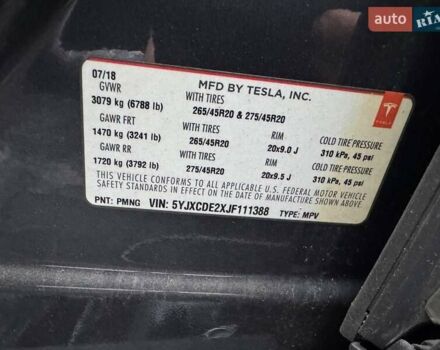 auto
RIA
07/18
MFD BY TESLA, INC.
TESLA
GVWR
3079 kg (6788 lb)
WITH TIRES
265/45R20 & 275/45R20
GAWR FRT
1470 kg (3241 lb)
WITH TIRES
265/45R20
RIM
20x9.0 J
COLD TIRE PRESSURE
310 kPa, 45 psi
GAWR RR
1720 kg (3792 lb)
WITH TIRES
275/45R20
RIM
20x9.5 J
COLD TIRE PRESSURE
310 kPa, 45 psi
THIS VEHICLE CONFORMS TO ALL APPLICABLE U.S. FEDERAL MOTOR VEHICLE
SAFETY AND THEFT PREVENTION STANDARDS IN EFFECT ON THE DATE OF
MANUFACTURE SHOWN ABOVE.
PNT: PMNG
VIN: 5YJXCDE2XJF111388
TYPE: MPV